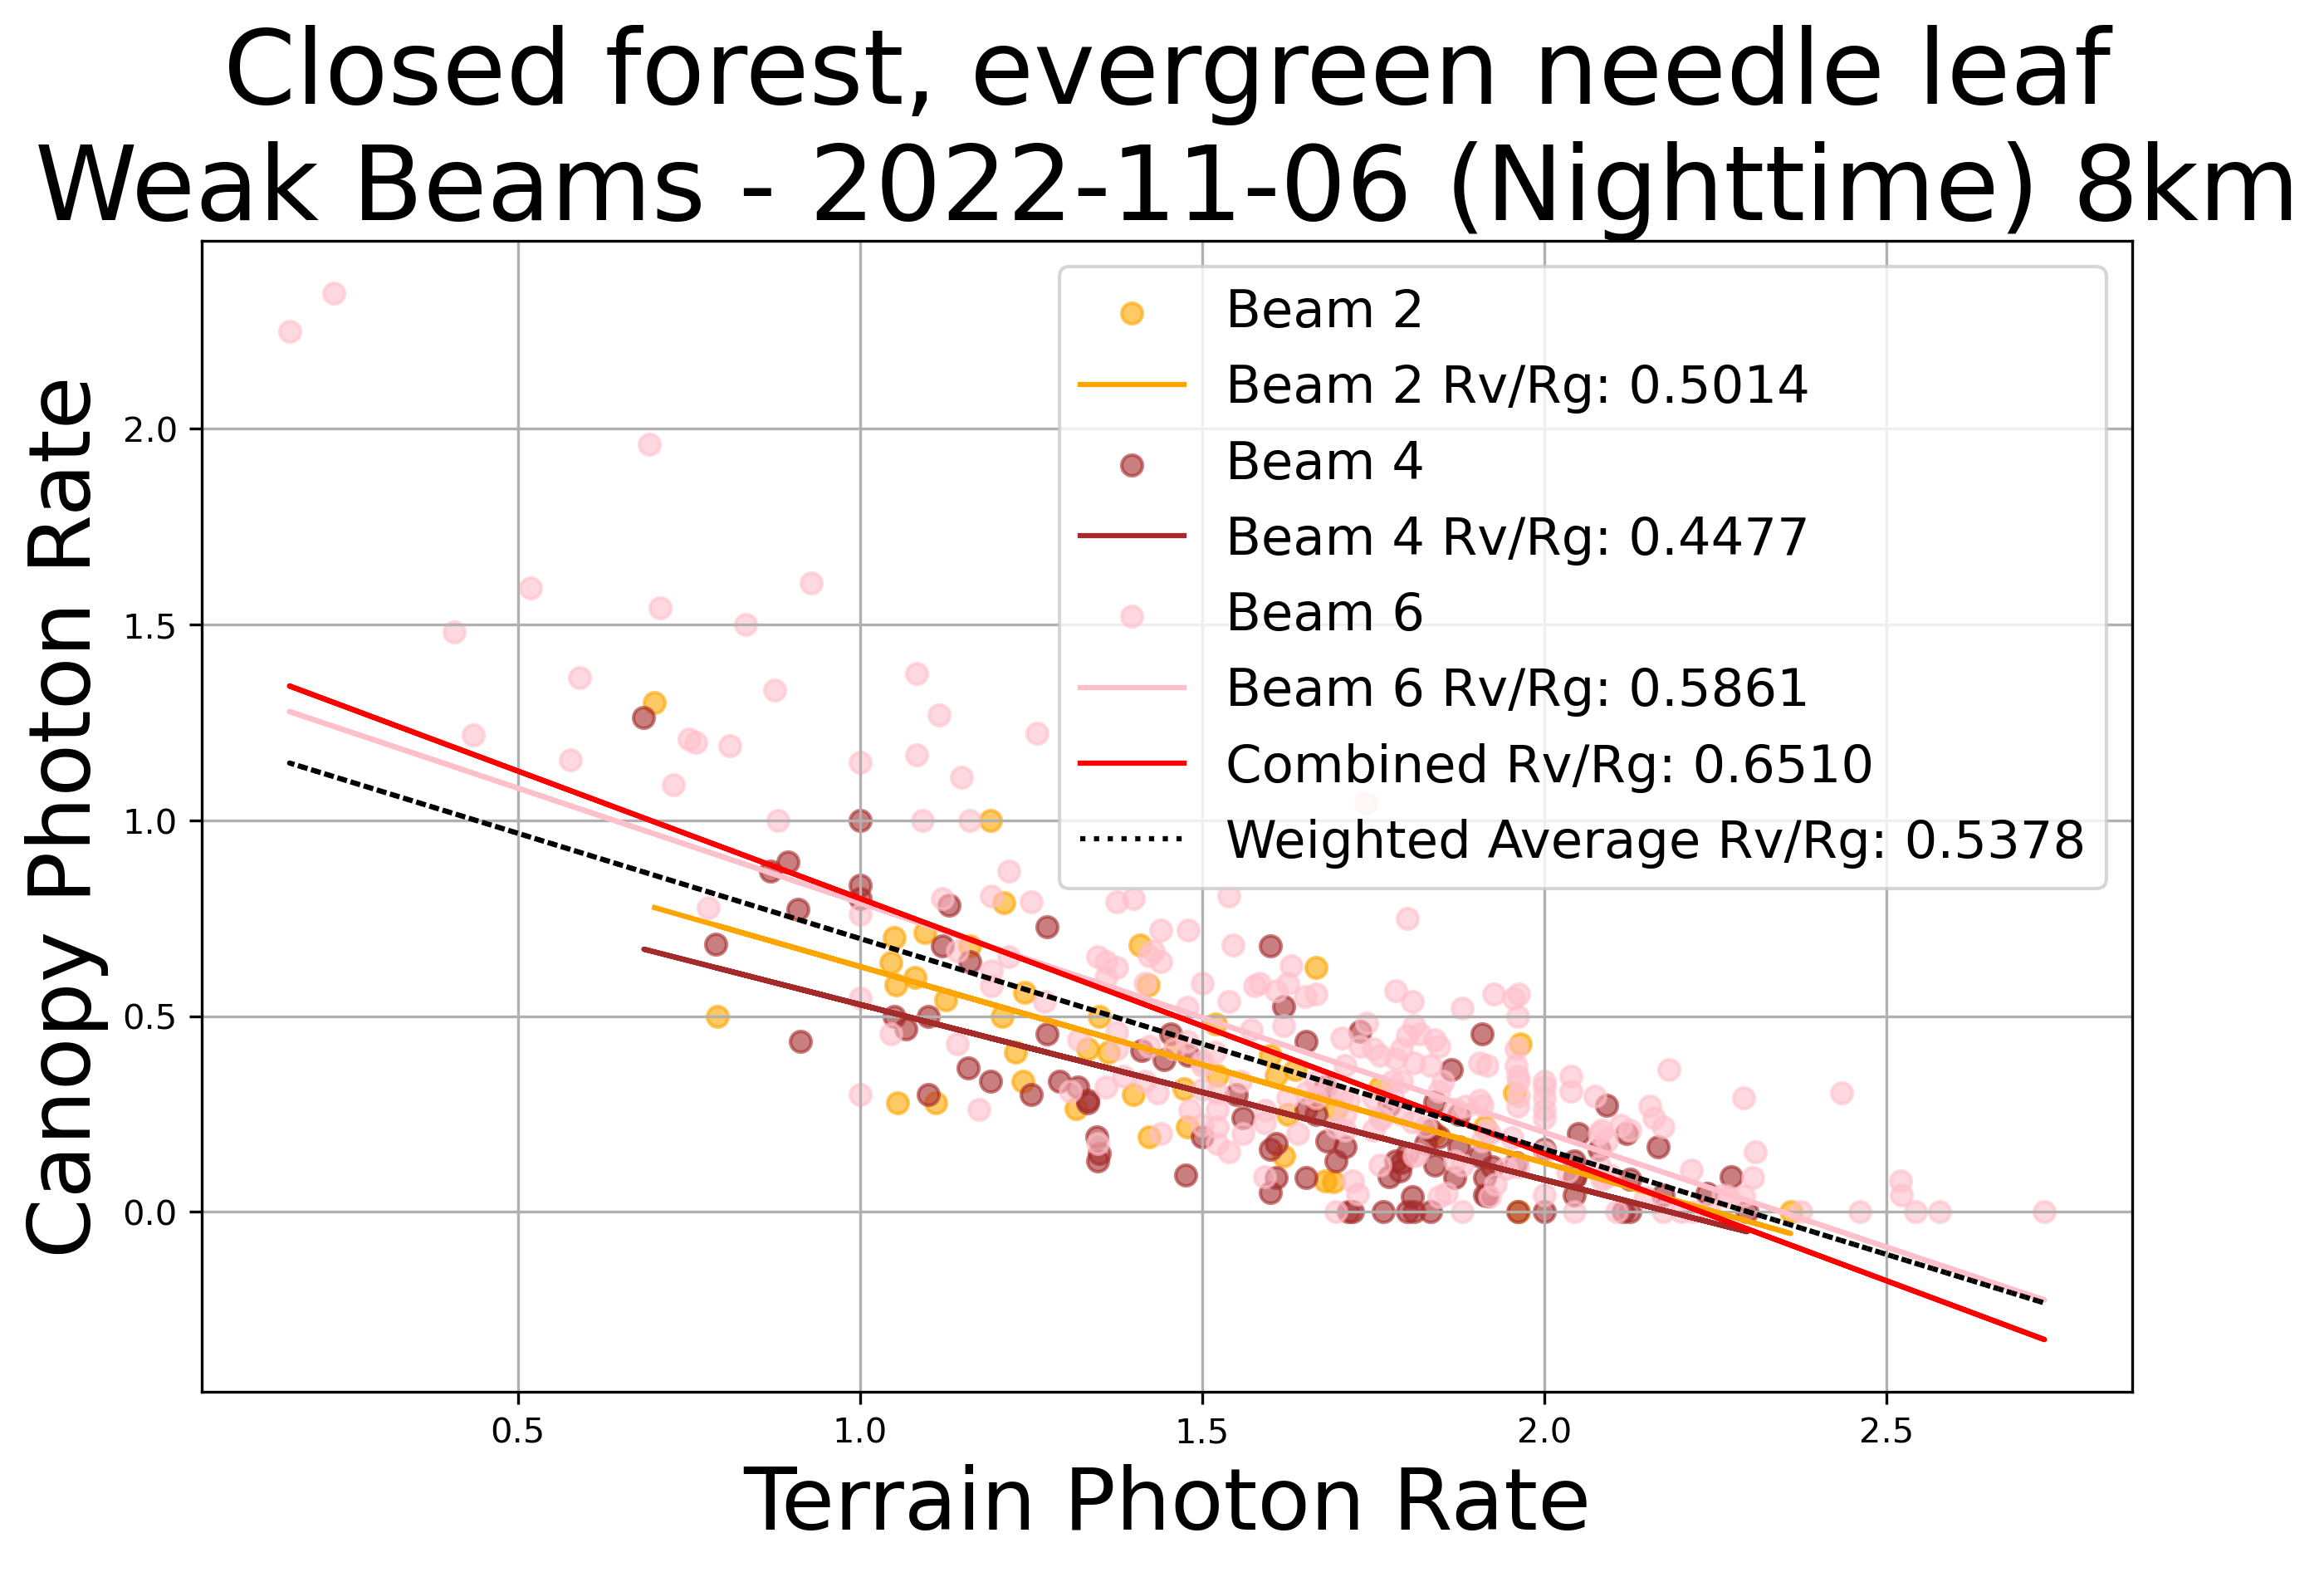 Closed forest, evergreen needle leaf
Weak Beams - 2022-11-06 (Nighttime) 8km
Canopy Photon Rate
2.0
1.5
1.0
0.5
0.0
Beam 2
Beam 2 Rv/Rg: 0.5014
Beam 4
Beam 4 Rv/Rg: 0.4477
Beam 6
Beam 6 Rv/Rg: 0.5861
Combined Rv/Rg: 0.6510
Weighted Average Rv/Rg: 0.5378
0.5 1.0 1.5 2.0 2.5
Terrain Photon Rate